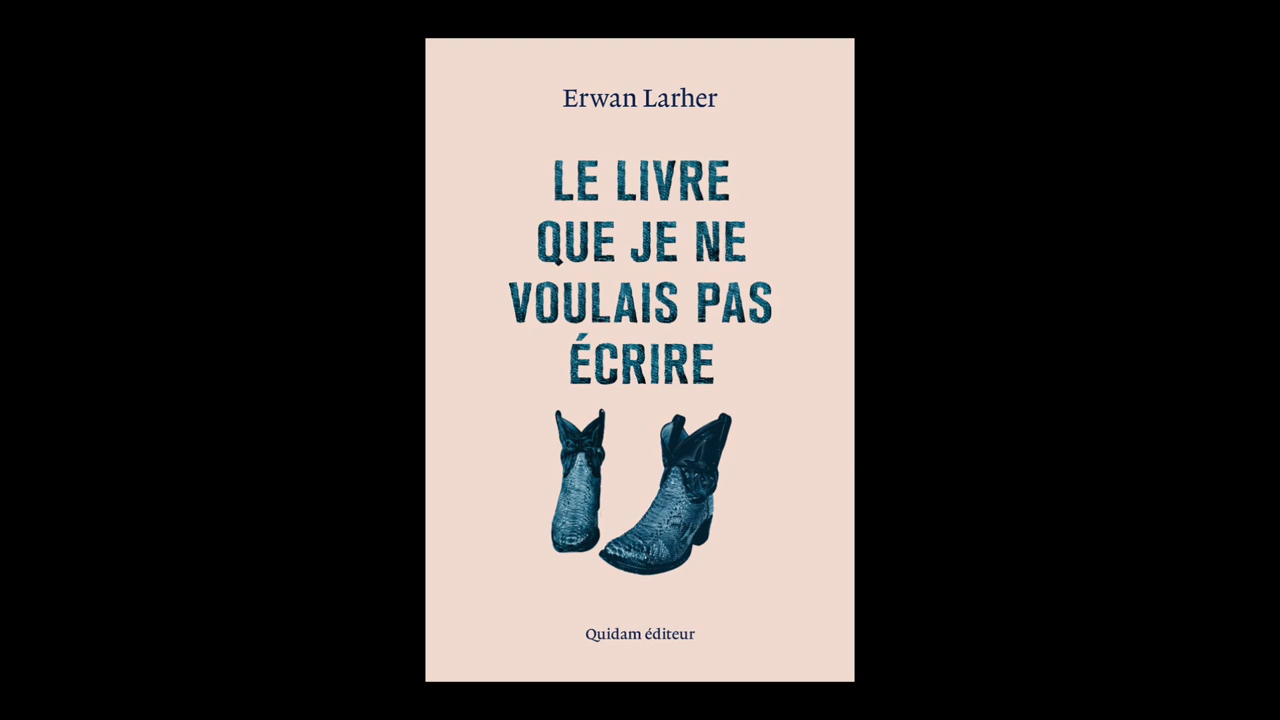 Erwan Larher
LE LIVRE
QUE JE NE
VOULAIS PAS
ÉCRIRE
Quidam éditeur